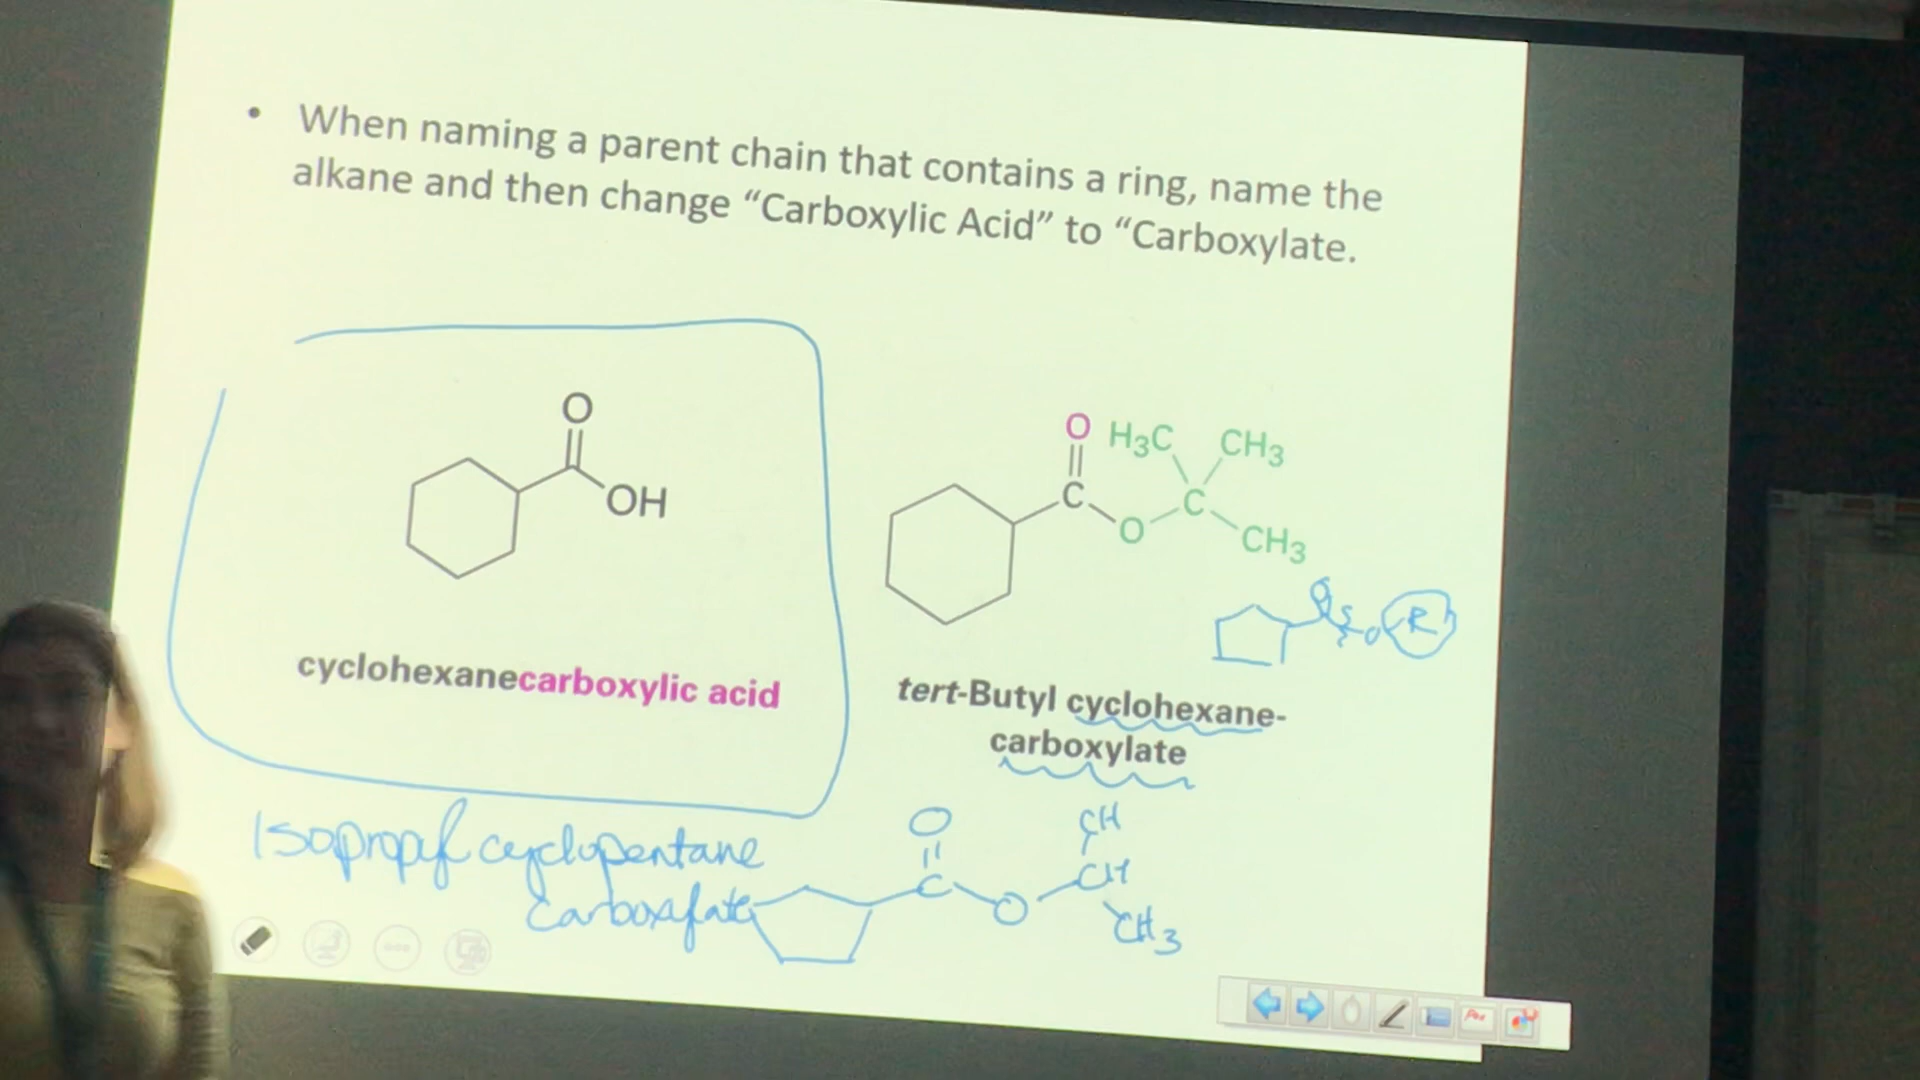 • When naming a parent chain that contains a ring, name the
alkane and then change “Carboxylic Acid” to “Carboxylate.
O
OH
cyclohexanecarboxylic acid
O H₃C CH₃
C C
O
CH₃
O R
tert-Butyl cyclohexane-
carboxylate
Isopropyl cyclopentane
Carboxylate
O CH
C CH
O
CH3
Pen